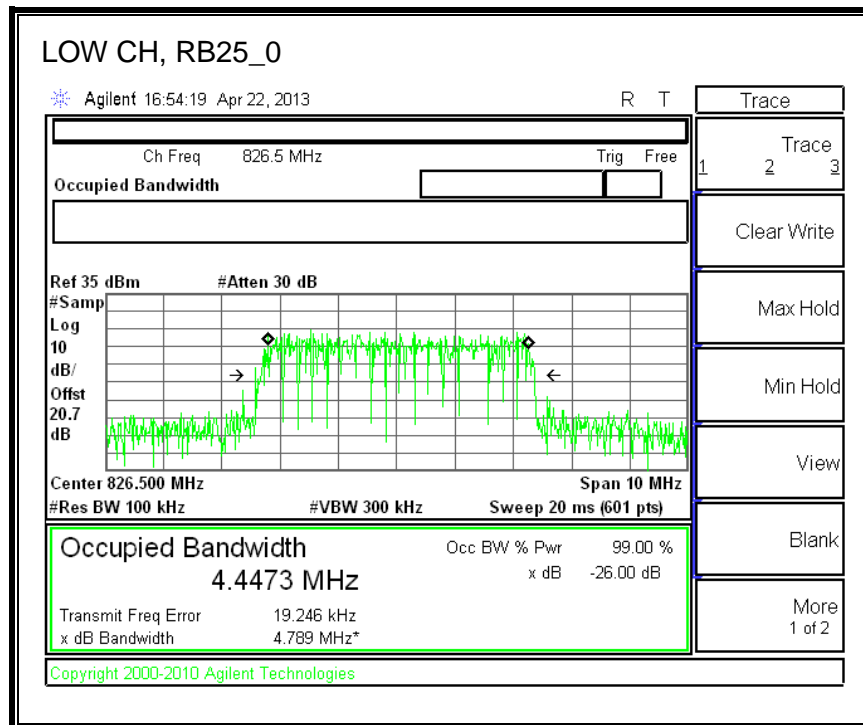 LOW CH, RB25_0
Agilent 16:54:19 Apr 22, 2013 R T
Trace
Ch Freq 826.5 MHz Trig Free
Occupied Bandwidth
Trace
1 2 3
Clear Write
Max Hold
Min Hold
View
Blank
More
1 of 2
Ref 35 dBm #Atten 30 dB
#Samp
Log
10
dB/
Offst
20.7
dB
Center 826.500 MHz Span 10 MHz
#Res BW 100 kHz #VBW 300 kHz Sweep 20 ms (601 pts)
Occupied Bandwidth Occ BW % Pwr 99.00 %
4.4473 MHz x dB -26.00 dB
Transmit Freq Error 19.246 kHz
x dB Bandwidth 4.789 MHz*
Copyright 2000-2010 Agilent Technologies